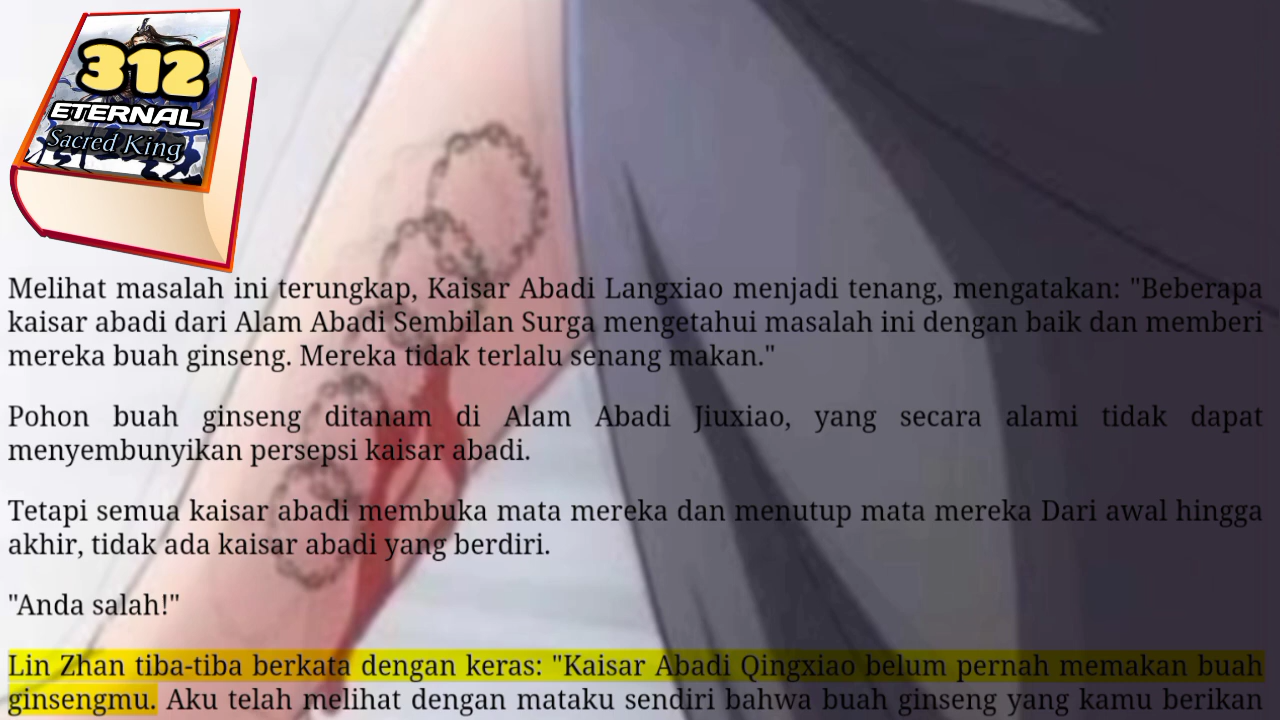 312
ETERNAL
Sacred King
Melihat masalah ini terungkap, Kaisar Abadi Langxiao menjadi tenang, mengatakan: "Beberapa
kaisar abadi dari Alam Abadi Sembilan Surga mengetahui masalah ini dengan baik dan memberi
mereka buah ginseng. Mereka tidak terlalu senang makan."
Pohon buah ginseng ditanam di Alam Abadi Jiuxiao, yang secara alami tidak dapat
menyembunyikan persepsi kaisar abadi.
Tetapi semua kaisar abadi membuka mata mereka dan menutup mata mereka Dari awal hingga
akhir, tidak ada kaisar abadi yang berdiri.
"Anda salah!"
Lin Zhan tiba-tiba berkata dengan keras: "Kaisar Abadi Qingxiao belum pernah memakan buah
ginsengmu. Aku telah melihat dengan mataku sendiri bahwa buah ginseng yang kamu berikan